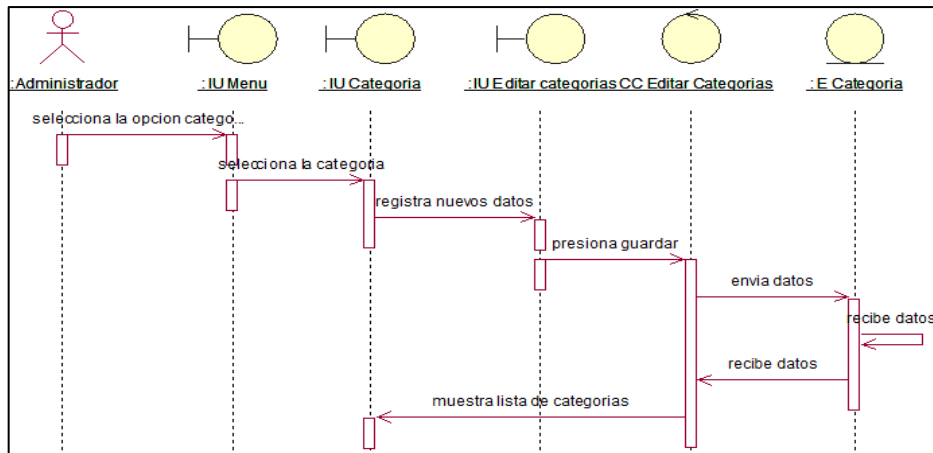 :Administrador
: IU Menu
: IU Categoria
: IU Editar categorias
CC Editar Categorias
: E Categoria
selecciona la opcion catego...
selecciona la categoria
registra nuevos datos
presiona guardar
envia datos
recibe datos
recibe datos
muestra lista de categorias